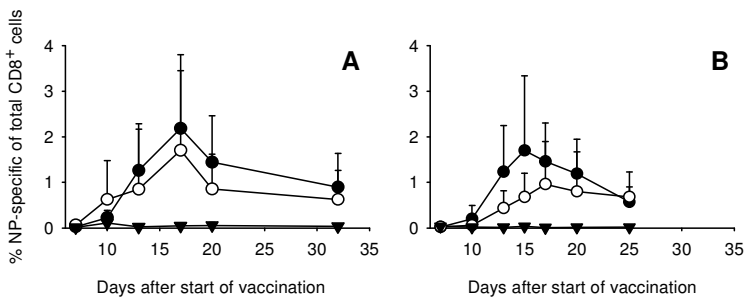 % NP-specific of total CD8+ cells
A
4
3
2
1
0
10 15 20 25 30 35
Days after start of vaccination
B
4
3
2
1
0
10 15 20 25 30 35
Days after start of vaccination